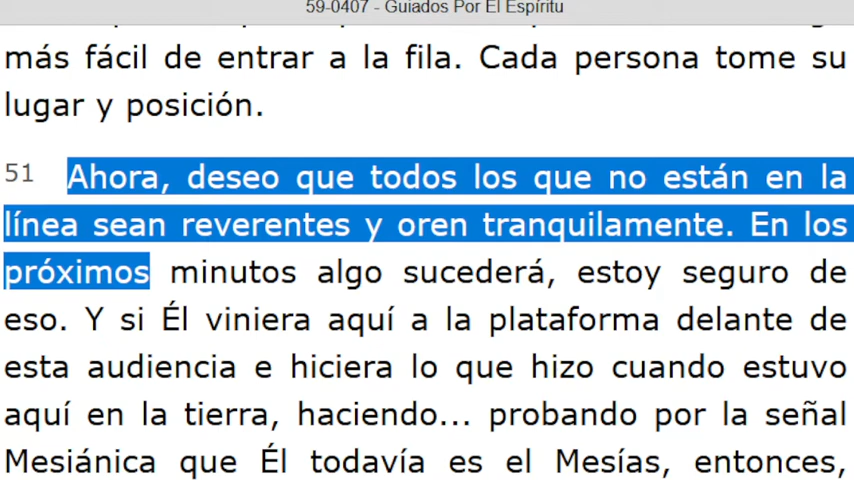 59-0407 - Guiados Por El Espíritu
más fácil de entrar a la fila. Cada persona tome su
lugar y posición.
51 Ahora, deseo que todos los que no están en la
línea sean reverentes y oren tranquilamente. En los
próximos minutos algo sucederá, estoy seguro de
eso. Y si Él viniera aquí a la plataforma delante de
esta audiencia e hiciera lo que hizo cuando estuvo
aquí en la tierra, haciendo... probando por la señal
Mesiánica que Él todavía es el Mesías, entonces,